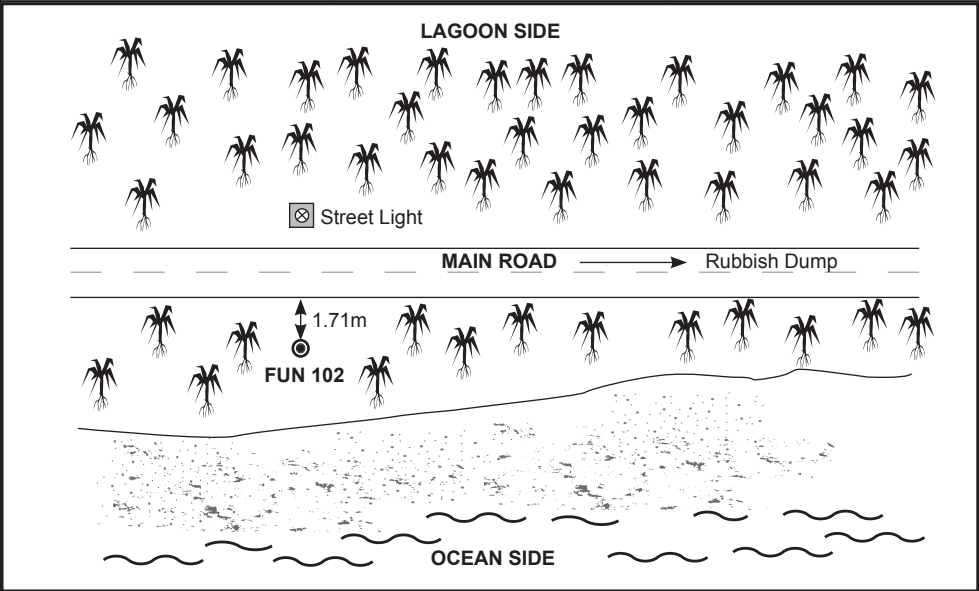 LAGOON SIDE
Street Light
MAIN ROAD Rubbish Dump
1.71m
FUN 102
OCEAN SIDE